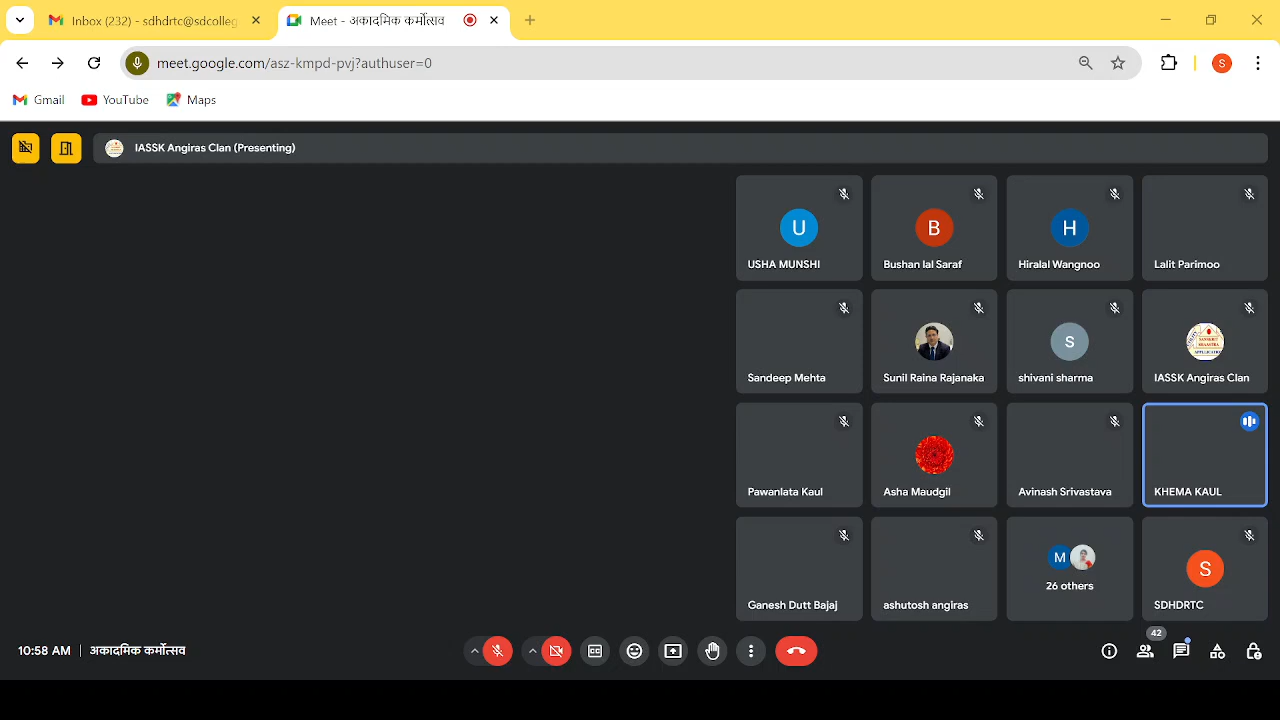 Inbox (232) - sdhdrtc@sdcolleg
Meet - अकादमिक कर्मोत्सव
meet.google.com/asz-kmpd-pvj?authuser=0
S
Gmail
YouTube
Maps
IASSK Angiras Clan (Presenting)
U
USHA MUNSHI
B
Bushan lal Saraf
H
Hiralal Wangnoo
Lalit Parimoo
Sandeep Mehta
Sunil Raina Rajanaka
S
shivani sharma
IASSK Angiras Clan
Pawanlata Kaul
Asha Maudgil
Avinash Srivastava
KHEMA KAUL
Ganesh Dutt Bajaj
ashutosh angiras
M
26 others
S
SDHDRTC
10:58 AM | अकादमिक कर्मोत्सव
42